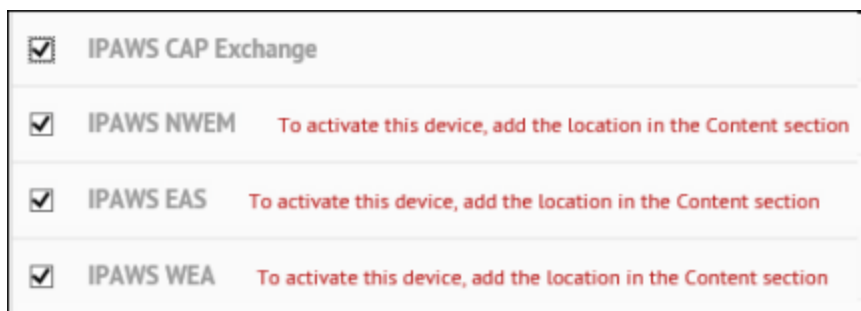 IPAWS CAP Exchange
IPAWS NWEM To activate this device, add the location in the Content section
IPAWS EAS To activate this device, add the location in the Content section
IPAWS WEA To activate this device, add the location in the Content section